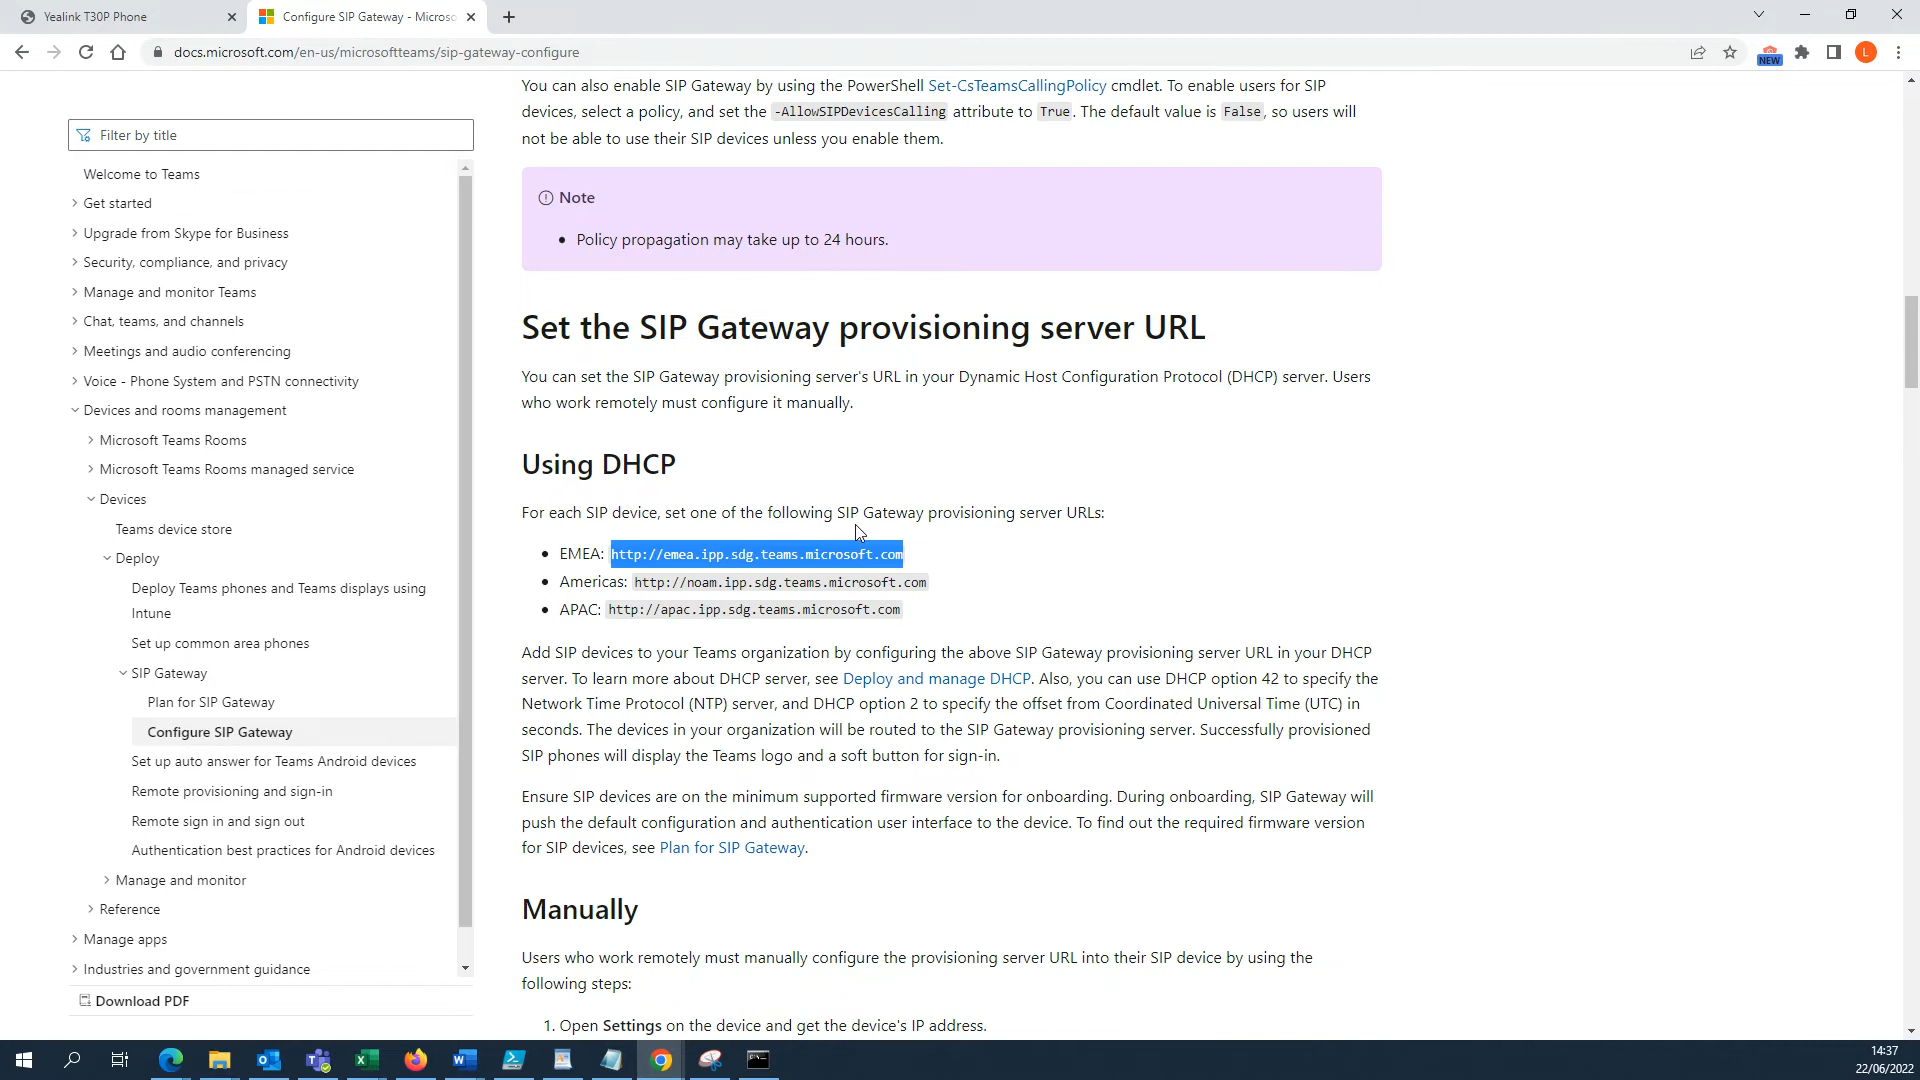 Yealink T30P Phone
Configure SIP Gateway - Microso
docs.microsoft.com/en-us/microsoftteams/sip-gateway-configure
NEW
L
Filter by title
Welcome to Teams
Get started
Upgrade from Skype for Business
Security, compliance, and privacy
Manage and monitor Teams
Chat, teams, and channels
Meetings and audio conferencing
Voice - Phone System and PSTN connectivity
Devices and rooms management
Microsoft Teams Rooms
Microsoft Teams Rooms managed service
Devices
Teams device store
Deploy
Deploy Teams phones and Teams displays using
Intune
Set up common area phones
SIP Gateway
Plan for SIP Gateway
Configure SIP Gateway
Set up auto answer for Teams Android devices
Remote provisioning and sign-in
Remote sign in and sign out
Authentication best practices for Android devices
Manage and monitor
Reference
Manage apps
Industries and government guidance
Download PDF
You can also enable SIP Gateway by using the PowerShell Set-CsTeamsCallingPolicy cmdlet. To enable users for SIP
devices, select a policy, and set the -AllowSIPDevicesCalling attribute to True. The default value is False, so users will
not be able to use their SIP devices unless you enable them.
Note
• Policy propagation may take up to 24 hours.
Set the SIP Gateway provisioning server URL
You can set the SIP Gateway provisioning server's URL in your Dynamic Host Configuration Protocol (DHCP) server. Users
who work remotely must configure it manually.
Using DHCP
For each SIP device, set one of the following SIP Gateway provisioning server URLs:
• EMEA: http://emea.ipp.sdg.teams.microsoft.com
• Americas: http://noam.ipp.sdg.teams.microsoft.com
• APAC: http://apac.ipp.sdg.teams.microsoft.com
Add SIP devices to your Teams organization by configuring the above SIP Gateway provisioning server URL in your DHCP
server. To learn more about DHCP server, see Deploy and manage DHCP. Also, you can use DHCP option 42 to specify the
Network Time Protocol (NTP) server, and DHCP option 2 to specify the offset from Coordinated Universal Time (UTC) in
seconds. The devices in your organization will be routed to the SIP Gateway provisioning server. Successfully provisioned
SIP phones will display the Teams logo and a soft button for sign-in.
Ensure SIP devices are on the minimum supported firmware version for onboarding. During onboarding, SIP Gateway will
push the default configuration and authentication user interface to the device. To find out the required firmware version
for SIP devices, see Plan for SIP Gateway.
Manually
Users who work remotely must manually configure the provisioning server URL into their SIP device by using the
following steps:
1. Open Settings on the device and get the device's IP address.
14:37
22/06/2022